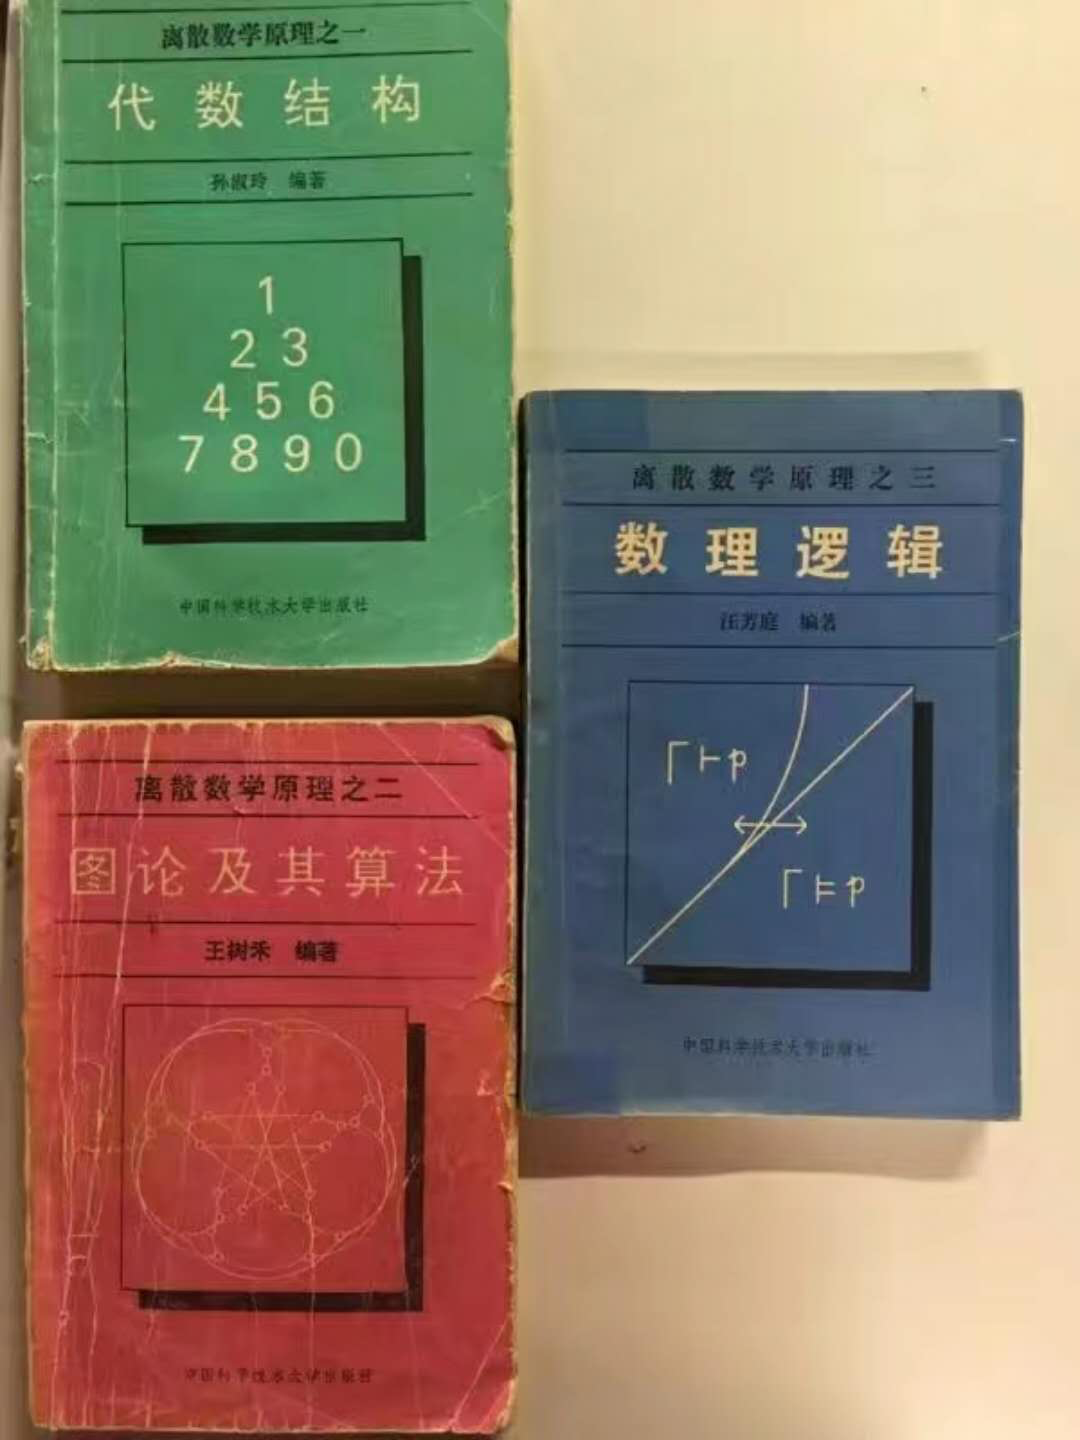 离散数学原理之一
代数结构
孙淑玲 编著
1
2 3
4 5 6
7 8 9 0
中国科学技术大学出版社
离散数学原理之二
图论及其算法
王树禾 编著
中国科学技术大学出版社
离散数学原理之三
数理逻辑
汪芳庭 编著
Γ⊢p
Γ⊨p
中国科学技术大学出版社